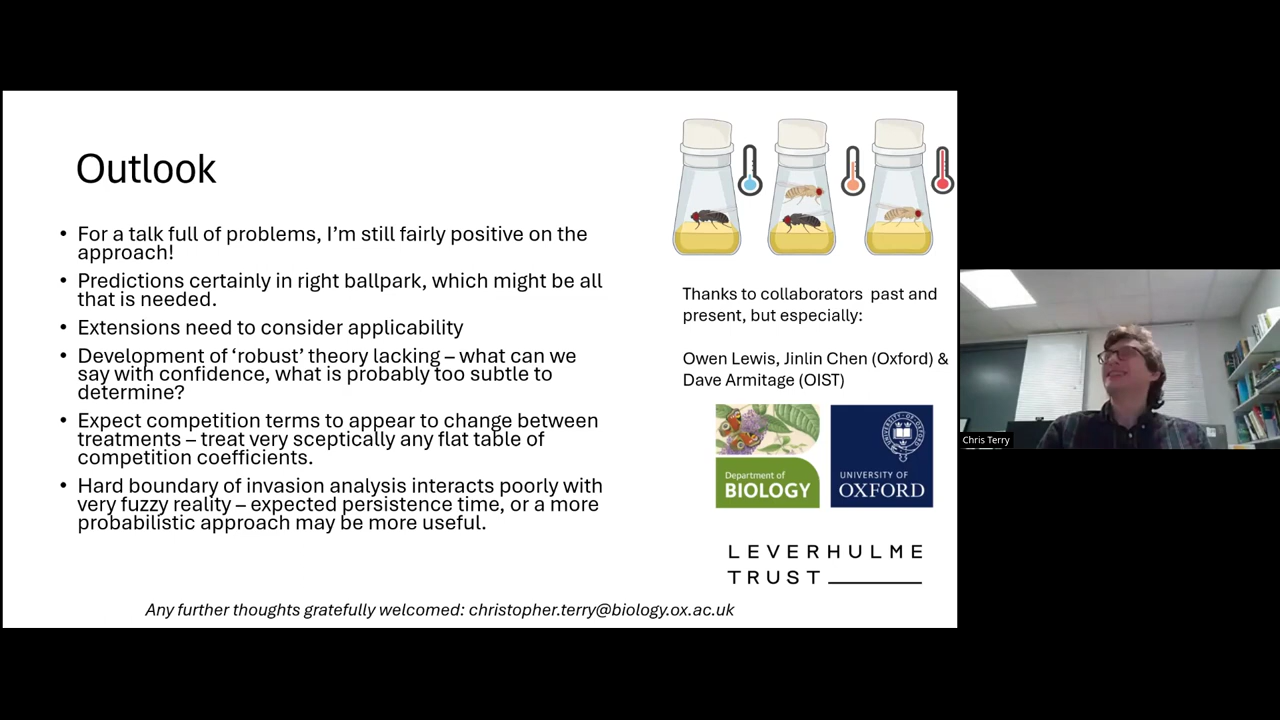 Outlook
• For a talk full of problems, I’m still fairly positive on the
approach!
• Predictions certainly in right ballpark, which might be all
that is needed.
• Extensions need to consider applicability
• Development of ‘robust’ theory lacking – what can we
say with confidence, what is probably too subtle to
determine?
• Expect competition terms to appear to change between
treatments – treat very sceptically any flat table of
competition coefficients.
• Hard boundary of invasion analysis interacts poorly with
very fuzzy reality – expected persistence time, or a more
probabilistic approach may be more useful.
Thanks to collaborators past and
present, but especially:
Owen Lewis, Jinlin Chen (Oxford) &
Dave Armitage (OIST)
Department of
BIOLOGY
UNIVERSITY OF
OXFORD
LEVERHULME
TRUST
Any further thoughts gratefully welcomed: christopher.terry@biology.ox.ac.uk
Chris Terry